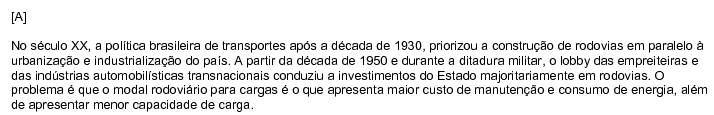 [A]
No século XX, a política brasileira de transportes após a década de 1930, priorizou a construção de rodovias em paralelo à
urbanização e industrialização do país. A partir da década de 1950 e durante a ditadura militar, o lobby das empreiteiras e
das indústrias automobilísticas transnacionais conduziu a investimentos do Estado majoritariamente em rodovias. O
problema é que o modal rodoviário para cargas é o que apresenta maior custo de manutenção e consumo de energia, além
de apresentar menor capacidade de carga.